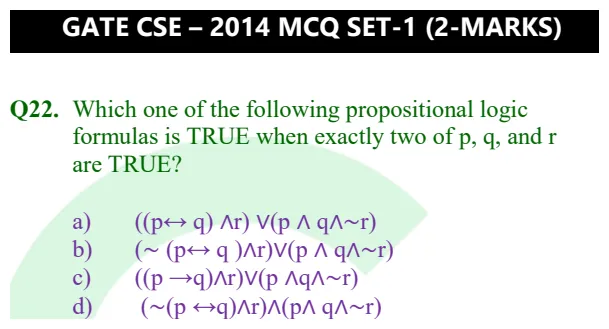 GATE CSE – 2014 MCQ SET-1 (2-MARKS)
Q22. Which one of the following propositional logic
formulas is TRUE when exactly two of p, q, and r
are TRUE?
a) ((p↔ q) ∧r) ∨(p ∧ q∧~r)
b) (~ (p↔ q )∧r)∨(p ∧ q∧~r)
c) ((p →q)∧r)∨(p ∧q∧~r)
d) (~(p ↔q)∧r)∧(p∧ q∧~r)